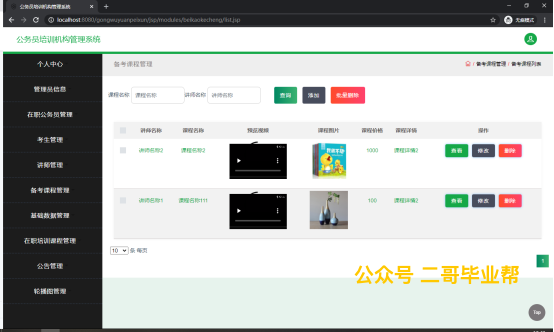 公务员培训机构管理系统
localhost:8080/gongwuyuanpeixun/jsp/modules/beikaokecheng/list.jsp
无痕模式
公务员培训机构管理系统
个人中心
管理员信息
在职公务员管理
考生管理
讲师管理
备考课程管理
基础数据管理
在职培训课程管理
公告管理
轮播图管理
备考课程管理
备考课程管理 / 备考课程列表
课程名称 课程名称 讲师名称 讲师名称 查询 添加 批量删除
讲师名称 课程名称 预览视频 课程图片 课程价格 课程详情 操作
讲师名称2 课程名称2 1000 课程详情2 查看 修改 删除
讲师名称1 课程名称111 100 课程详情2 查看 修改 删除
10 条 每页
1
公众号 二哥毕业帮
Top